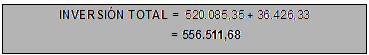 INVERSIÓN TOTAL = 520.085,35 + 36.426,33
= 556.511,68